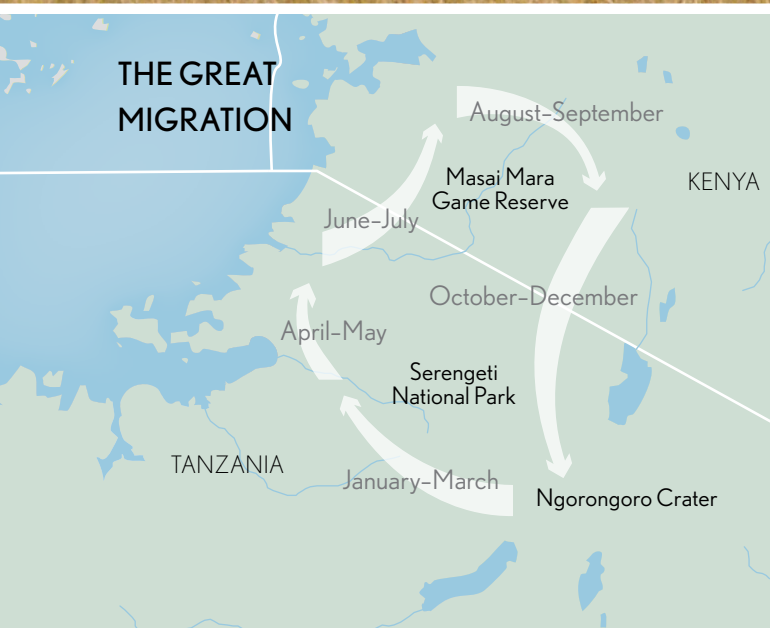 THE GREAT
MIGRATION
August–September
Masai Mara
Game Reserve
KENYA
June–July
October–December
April–May
Serengeti
National Park
TANZANIA
January–March
Ngorongoro Crater